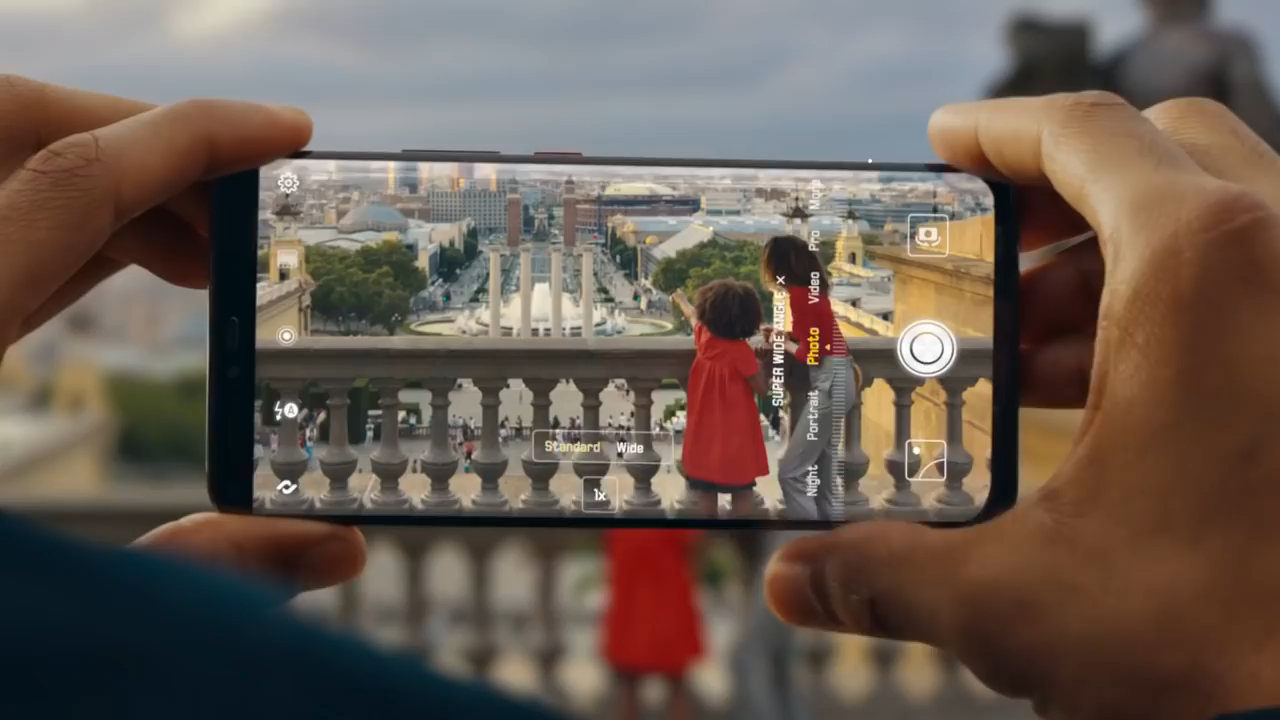 A
Standard Wide
1x
SUPER WIDE ANGLE ×
Night
Portrait
Photo
Video
Pro
More